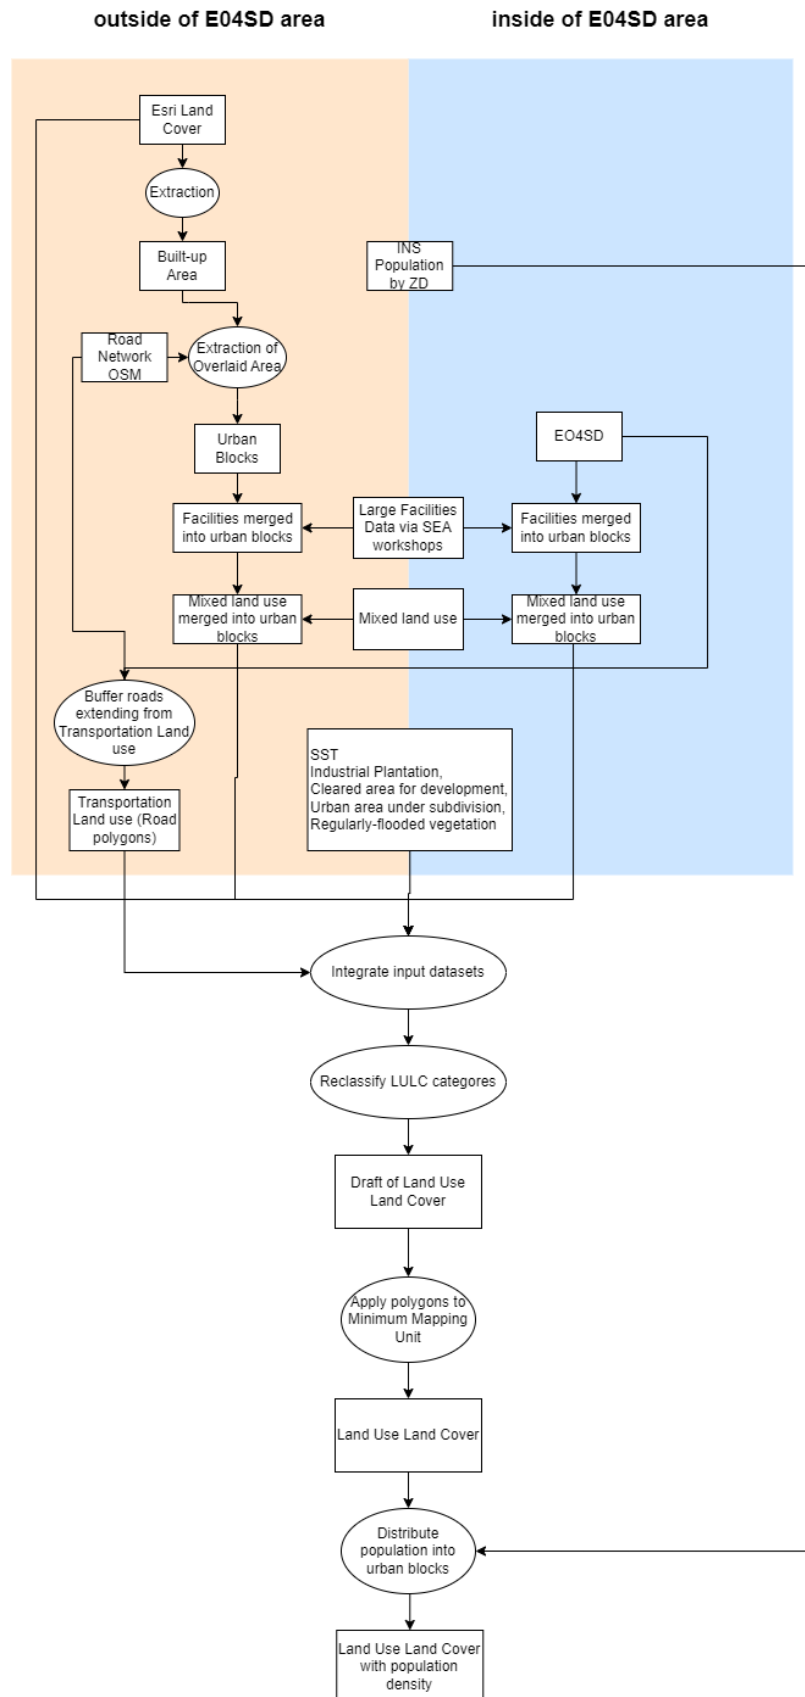 outside of E04SD area
inside of E04SD area
Esri Land
Cover
Extraction
Built-up
Area
INS
Population
by ZD
Road
Network
OSM
Extraction of
Overlaid Area
Urban
Blocks
EO4SD
Facilities merged
into urban blocks
Large Facilities
Data via SEA
workshops
Facilities merged
into urban blocks
Mixed land use
merged into urban
blocks
Mixed land use
Mixed land use
merged into urban
blocks
Buffer roads
extending from
Transportation Land
use
SST
Industrial Plantation,
Cleared area for development,
Urban area under subdivision,
Regularly-flooded vegetation
Transportation
Land use (Road
polygons)
Integrate input datasets
Reclassify LULC categores
Draft of Land Use
Land Cover
Apply polygons to
Minimum Mapping
Unit
Land Use Land Cover
Distribute
population into
urban blocks
Land Use Land Cover
with population
density